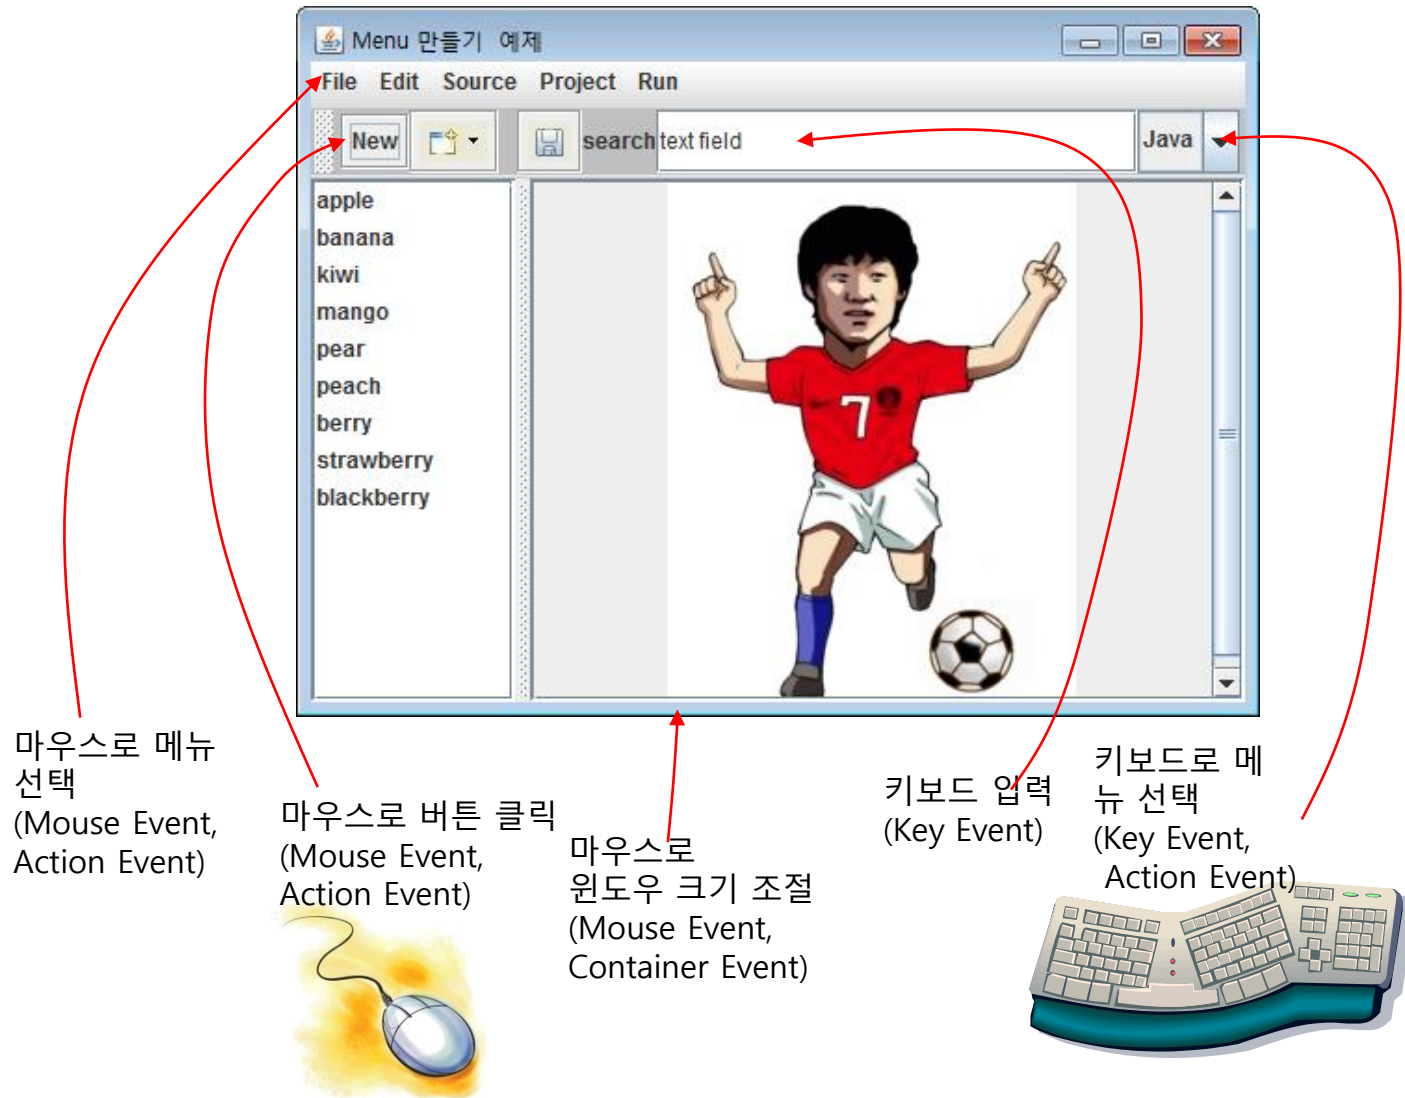 Menu 만들기 예제
File Edit Source Project Run
New search text field Java
apple
banana
kiwi
mango
pear
peach
berry
strawberry
blackberry
7
마우스로 메뉴
선택
(Mouse Event,
Action Event)
마우스로 버튼 클릭
(Mouse Event,
Action Event)
마우스로
윈도우 크기 조절
(Mouse Event,
Container Event)
키보드 입력
(Key Event)
키보드로 메
뉴 선택
(Key Event,
Action Event)